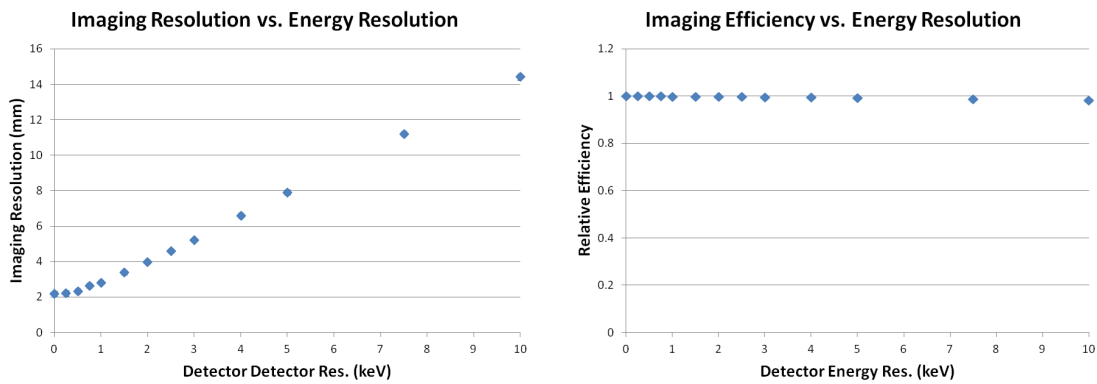 Imaging Resolution vs. Energy Resolution
16
14
12
10
8
6
4
2
0
Imaging Resolution (mm)
0 1 2 3 4 5 6 7 8 9 10
Detector Detector Res. (keV)
Imaging Efficiency vs. Energy Resolution
1.2
1
0.8
0.6
0.4
0.2
0
Relative Efficiency
0 1 2 3 4 5 6 7 8 9 10
Detector Energy Res. (keV)